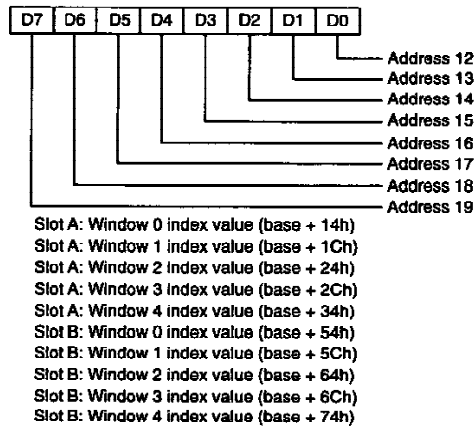 D7 D6 D5 D4 D3 D2 D1 D0
Address 12
Address 13
Address 14
Address 15
Address 16
Address 17
Address 18
Address 19
Slot A: Window 0 index value (base + 14h)
Slot A: Window 1 index value (base + 1Ch)
Slot A: Window 2 index value (base + 24h)
Slot A: Window 3 index value (base + 2Ch)
Slot A: Window 4 index value (base + 34h)
Slot B: Window 0 index value (base + 54h)
Slot B: Window 1 index value (base + 5Ch)
Slot B: Window 2 index value (base + 64h)
Slot B: Window 3 index value (base + 6Ch)
Slot B: Window 4 index value (base + 74h)